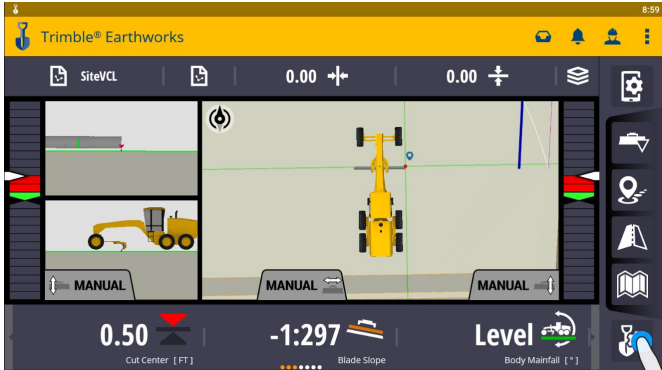 8:59
Trimble® Earthworks
SiteVCL
0.00
0.00
MANUAL
MANUAL
MANUAL
0.50
-1:297
Level
Cut Center [FT]
Blade Slope
Body Mainfall [°]